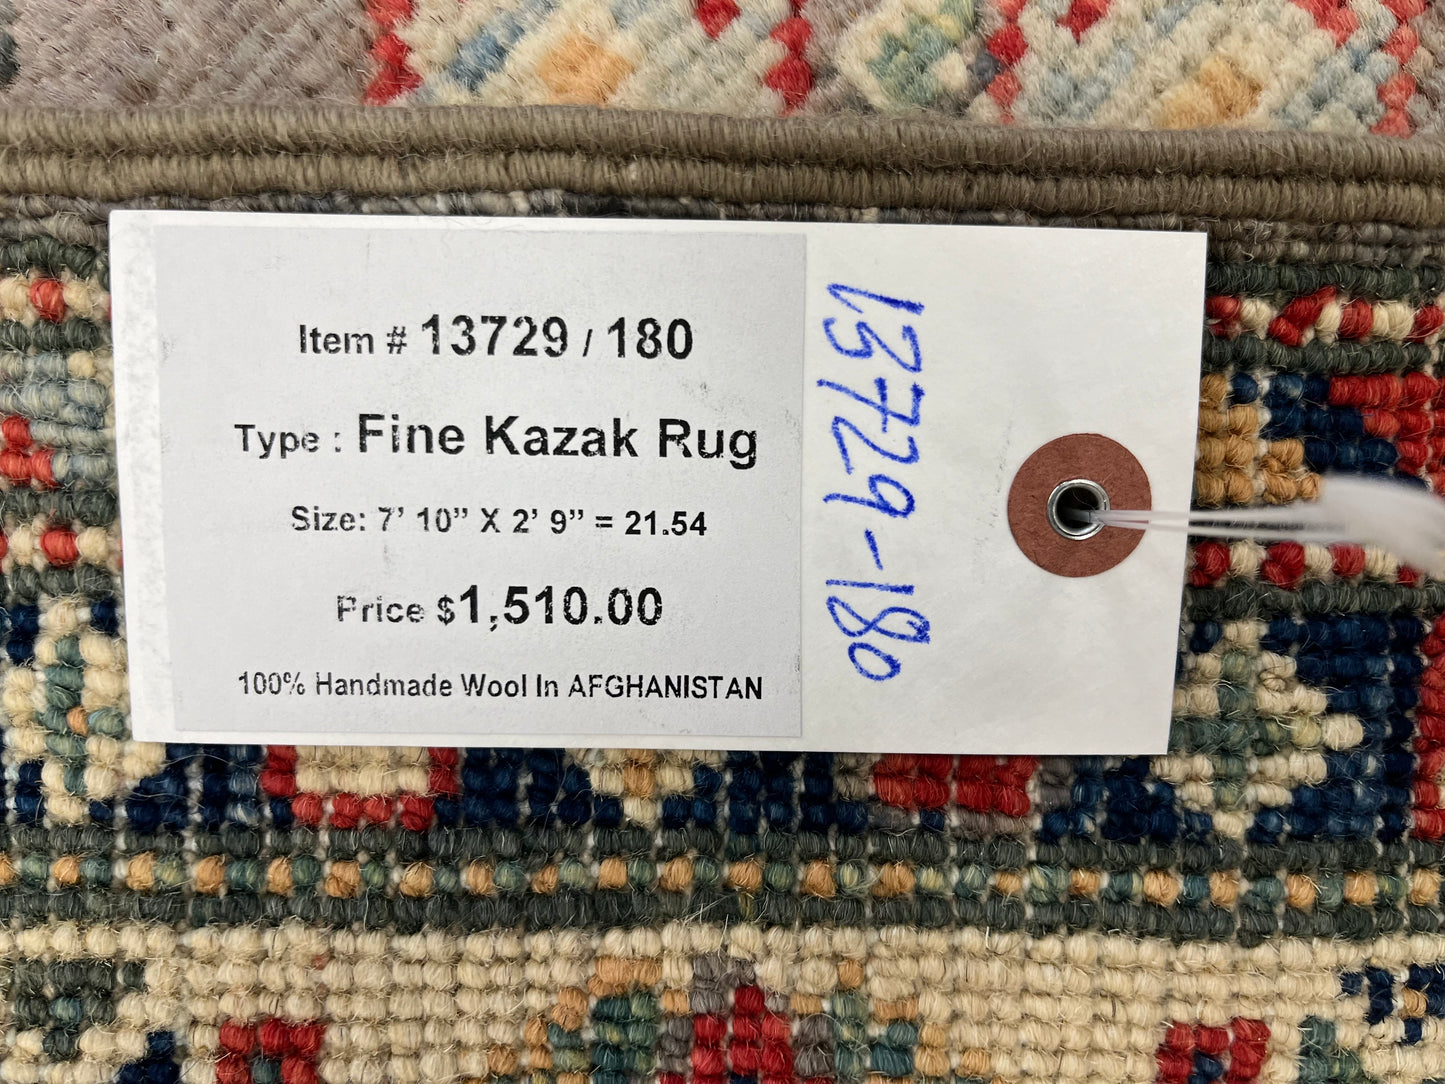 Item # 13729 / 180
Type : Fine Kazak Rug
Size: 7’ 10” X 2’ 9” = 21.54
Price $1,510.00
100% Handmade Wool In AFGHANISTAN
13729-180